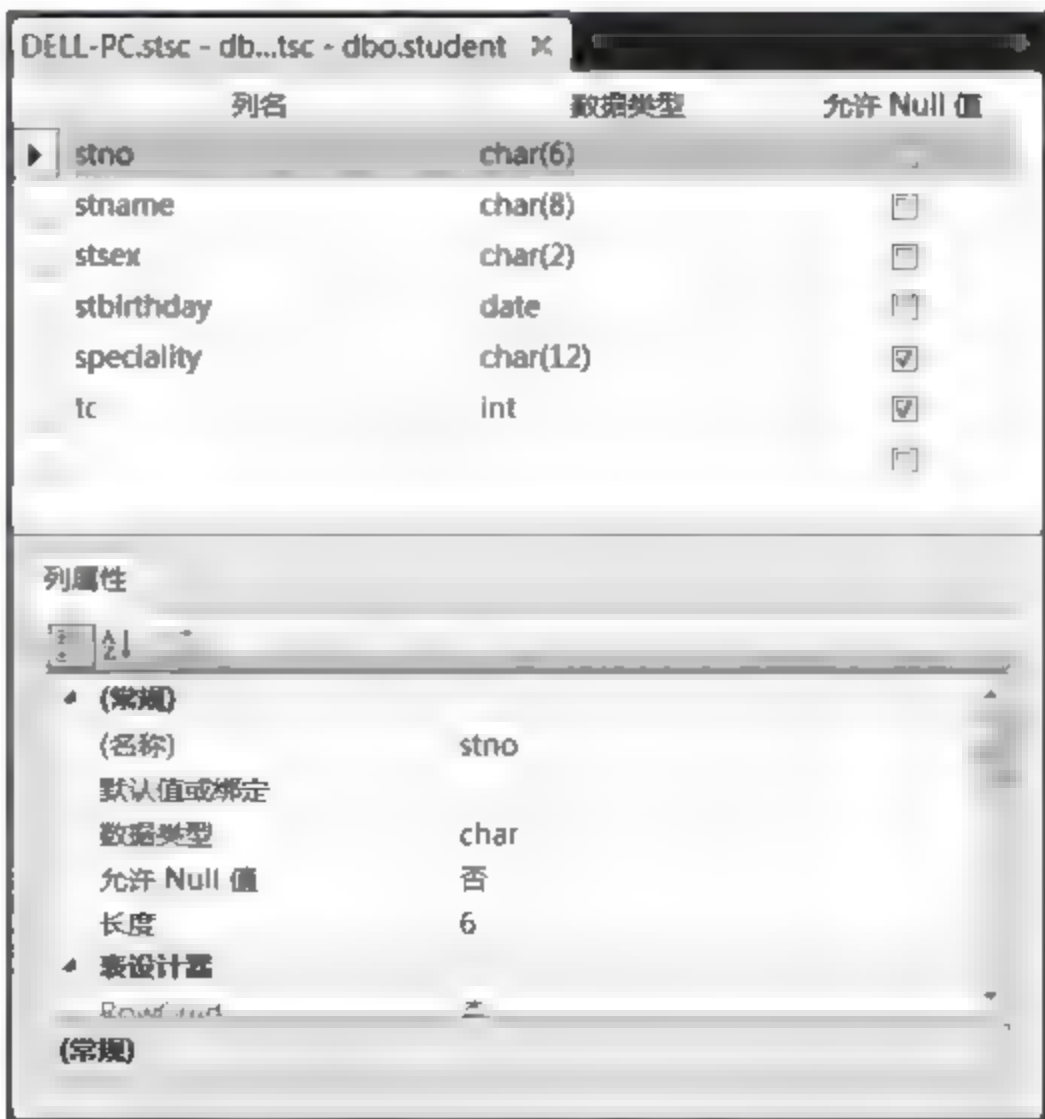 DELL-PC.stsc - db...tsc - dbo.student ×
列名 数据类型 允许 Null 值
stno char(6)
stname char(8)
stsex char(2)
stbirthday date
speciality char(12)
tc int
列属性
(常规)
(名称) stno
默认值或绑定
数据类型 char
允许 Null 值 否
长度 6
表设计器
(常规)